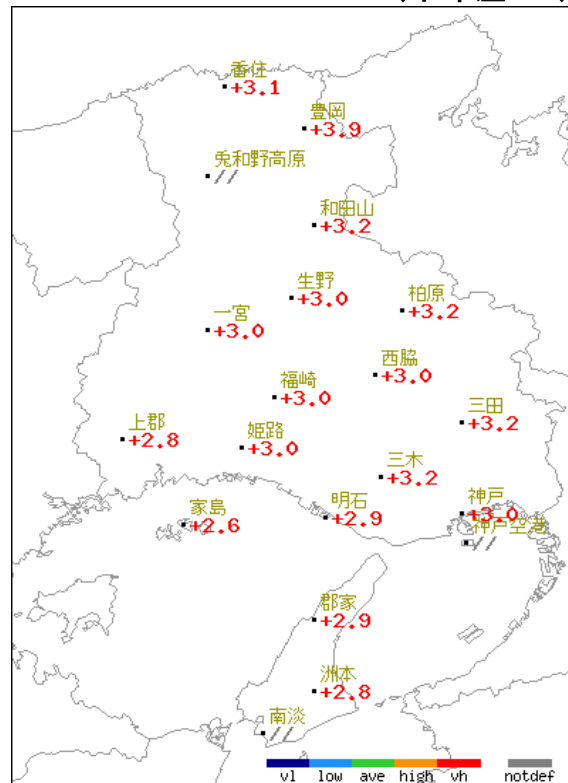 香住
+3.1
豊岡
+3.9
兎和野高原
//
和田山
+3.2
生野
+3.0
柏原
+3.2
一宮
+3.0
西脇
+3.0
福崎
+3.0
三田
+3.2
上郡
+2.8
姫路
+3.0
三木
+3.2
家島
+2.6
明石
+2.9
神戸
+3.0
神戸空港
//
郡家
+2.9
洲本
+2.8
南淡
//
vl low ave high vh notdef